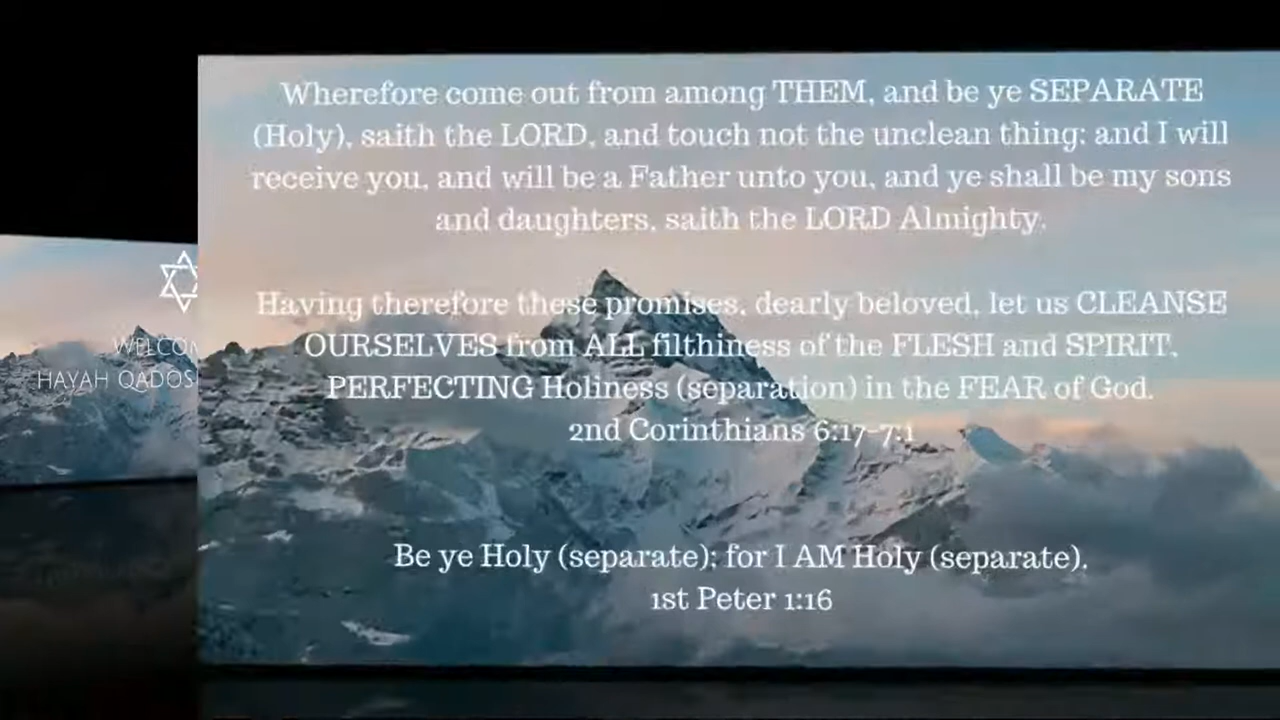 Wherefore come out from among THEM, and be ye SEPARATE
(Holy), saith the LORD, and touch not the unclean thing; and I will
receive you, and will be a Father unto you, and ye shall be my sons
and daughters, saith the LORD Almighty.
Having therefore these promises, dearly beloved, let us CLEANSE
OURSELVES from ALL filthiness of the FLESH and SPIRIT,
PERFECTING Holiness (separation) in the FEAR of God.
2nd Corinthians 6:17-7:1
Be ye Holy (separate); for I AM Holy (separate).
1st Peter 1:16
HAYAH